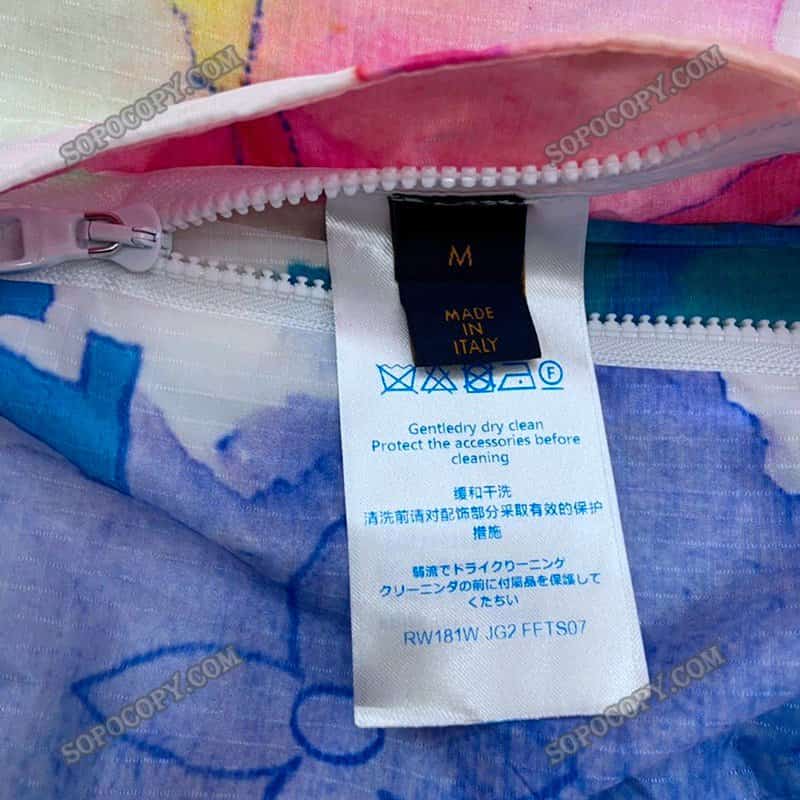 SOPOCOPY.COM
SOPOCOPY.COM
M
MADE
IN
ITALY
F
Gentledry dry clean
Protect the accessories before
cleaning
缓和干洗
清洗前请对配饰部分采取有效的保护
措施
弱流でドライクりーニング
クリーニンダの前に付属品を保護して
くたちい
RW181W JG2 FFTS07
SOPOCOPY.COM
SOPOCOPY.COM